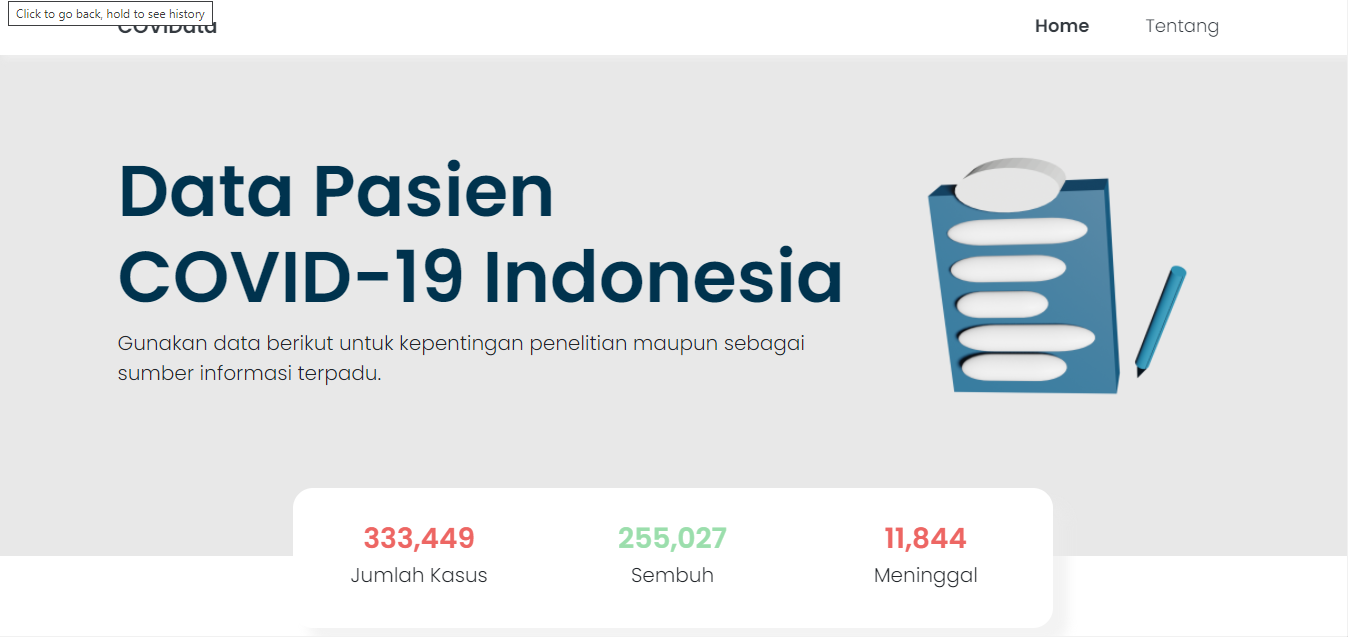 Click to go back, hold to see history
COVIData
Home
Tentang
Data Pasien
COVID-19 Indonesia
Gunakan data berikut untuk kepentingan penelitian maupun sebagai
sumber informasi terpadu.
333,449
255,027
11,844
Jumlah Kasus
Sembuh
Meninggal